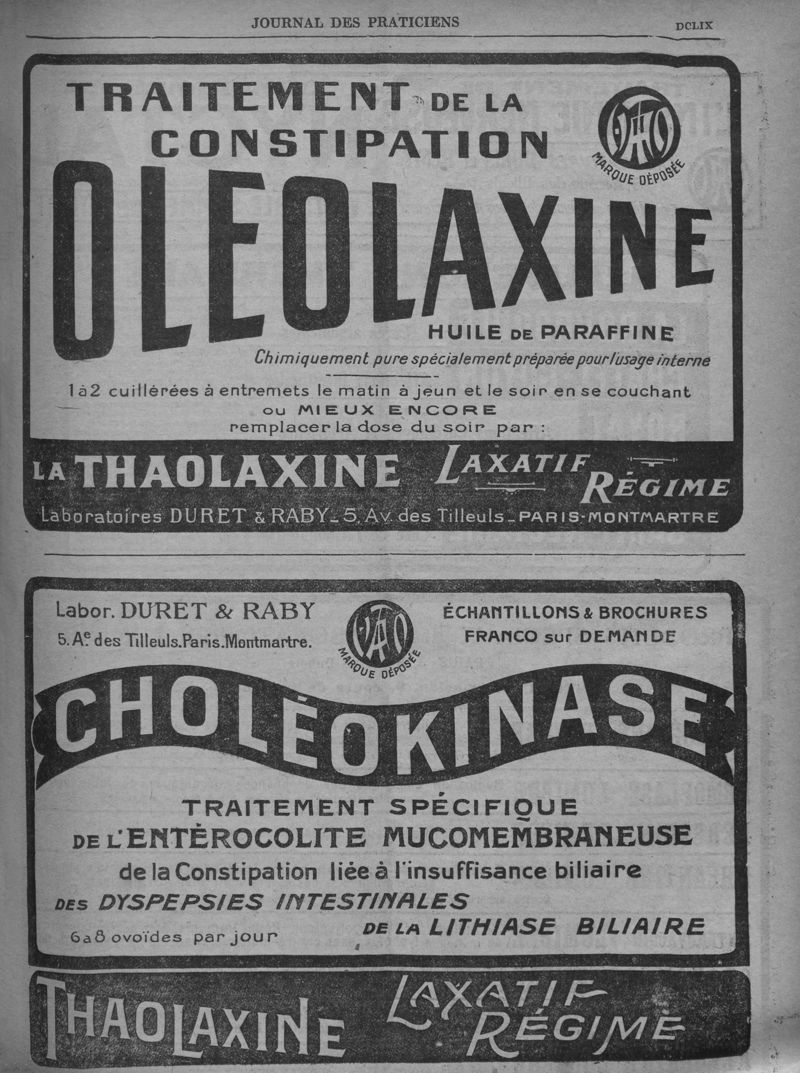 JOURNAL DES PRATICIENS
DCLIX
TRAITEMENT DE LA
CONSTIPATION
MARQUE DÉPOSÉE
OLEOLAXINE
HUILE DE PARAFFINE
Chimiquement pure spécialement préparée pour l'usage interne
1 à 2 cuillérées à entremets le matin à jeun et le soir en se couchant
ou MIEUX ENCORE
remplacer la dose du soir par :
LA THAOLAXINE LAXATIF
RÉGIME
Laboratoires DURET & RABY_5, Av. des Tilleuls_PARIS-MONTMARTRE
Labor. DURET & RABY
5. Ae. des Tilleuls.Paris.Montmartre.
MARQUE DÉPOSÉE
ÉCHANTILLONS & BROCHURES
FRANCO sur DEMANDE
CHOLÉOKINASE
TRAITEMENT SPÉCIFIQUE
DE L'ENTÉROCOLITE MUCOMEMBRANEUSE
de la Constipation liée à l'insuffisance biliaire
DES DYSPEPSIES INTESTINALES
DE LA LITHIASE BILIAIRE
6 a 8 ovoïdes par jour
THAOLAXINE LAXATIF
RÉGIME